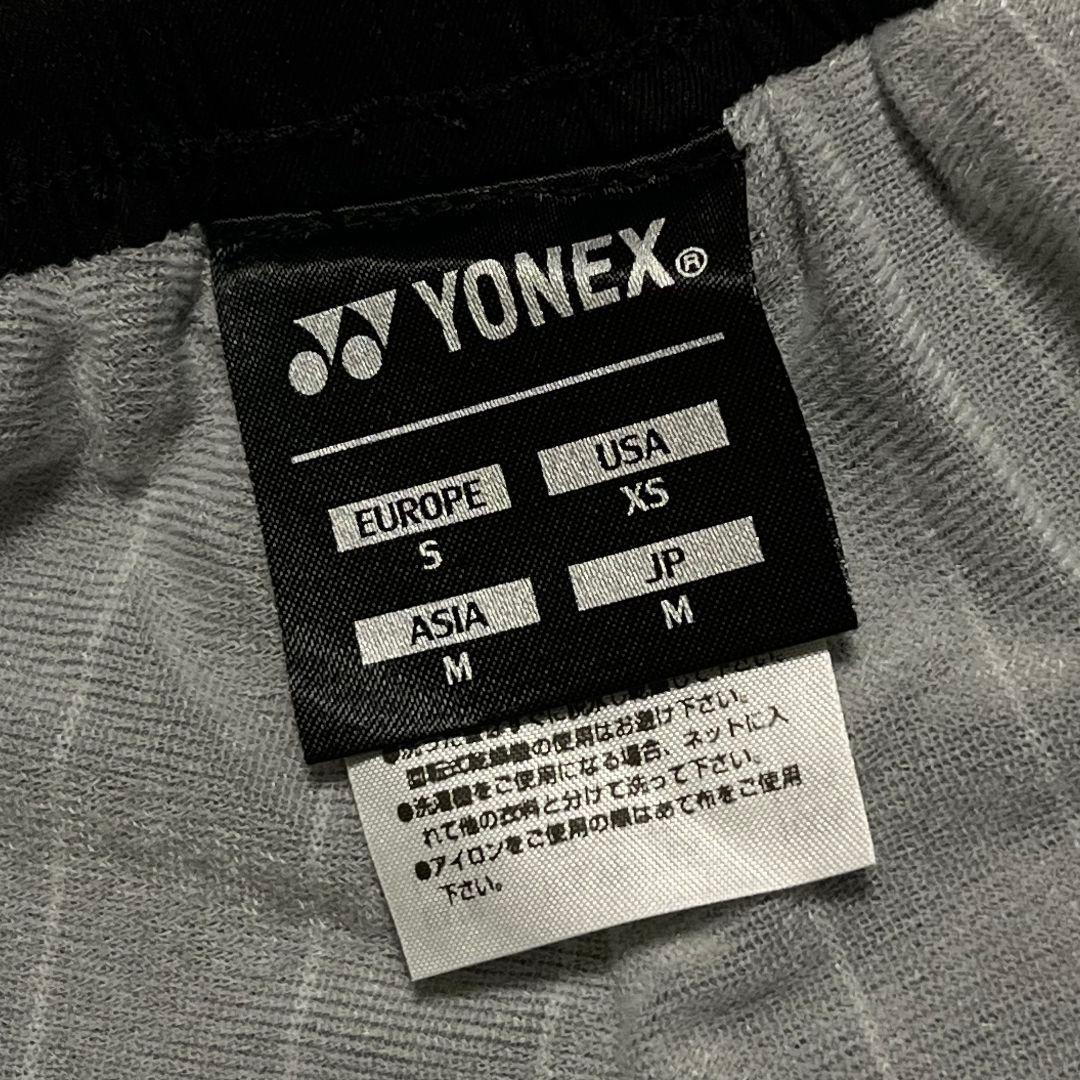 YONEX®
EUROPE
S
USA
XS
ASIA
M
JP
M
回転式乾燥機の使用はお避け下さい。
●洗濯機をご使用になる場合、ネットに入
れて他の衣料と分けて洗って下さい。
●アイロンをご使用の際はあて布をご使用
下さい。